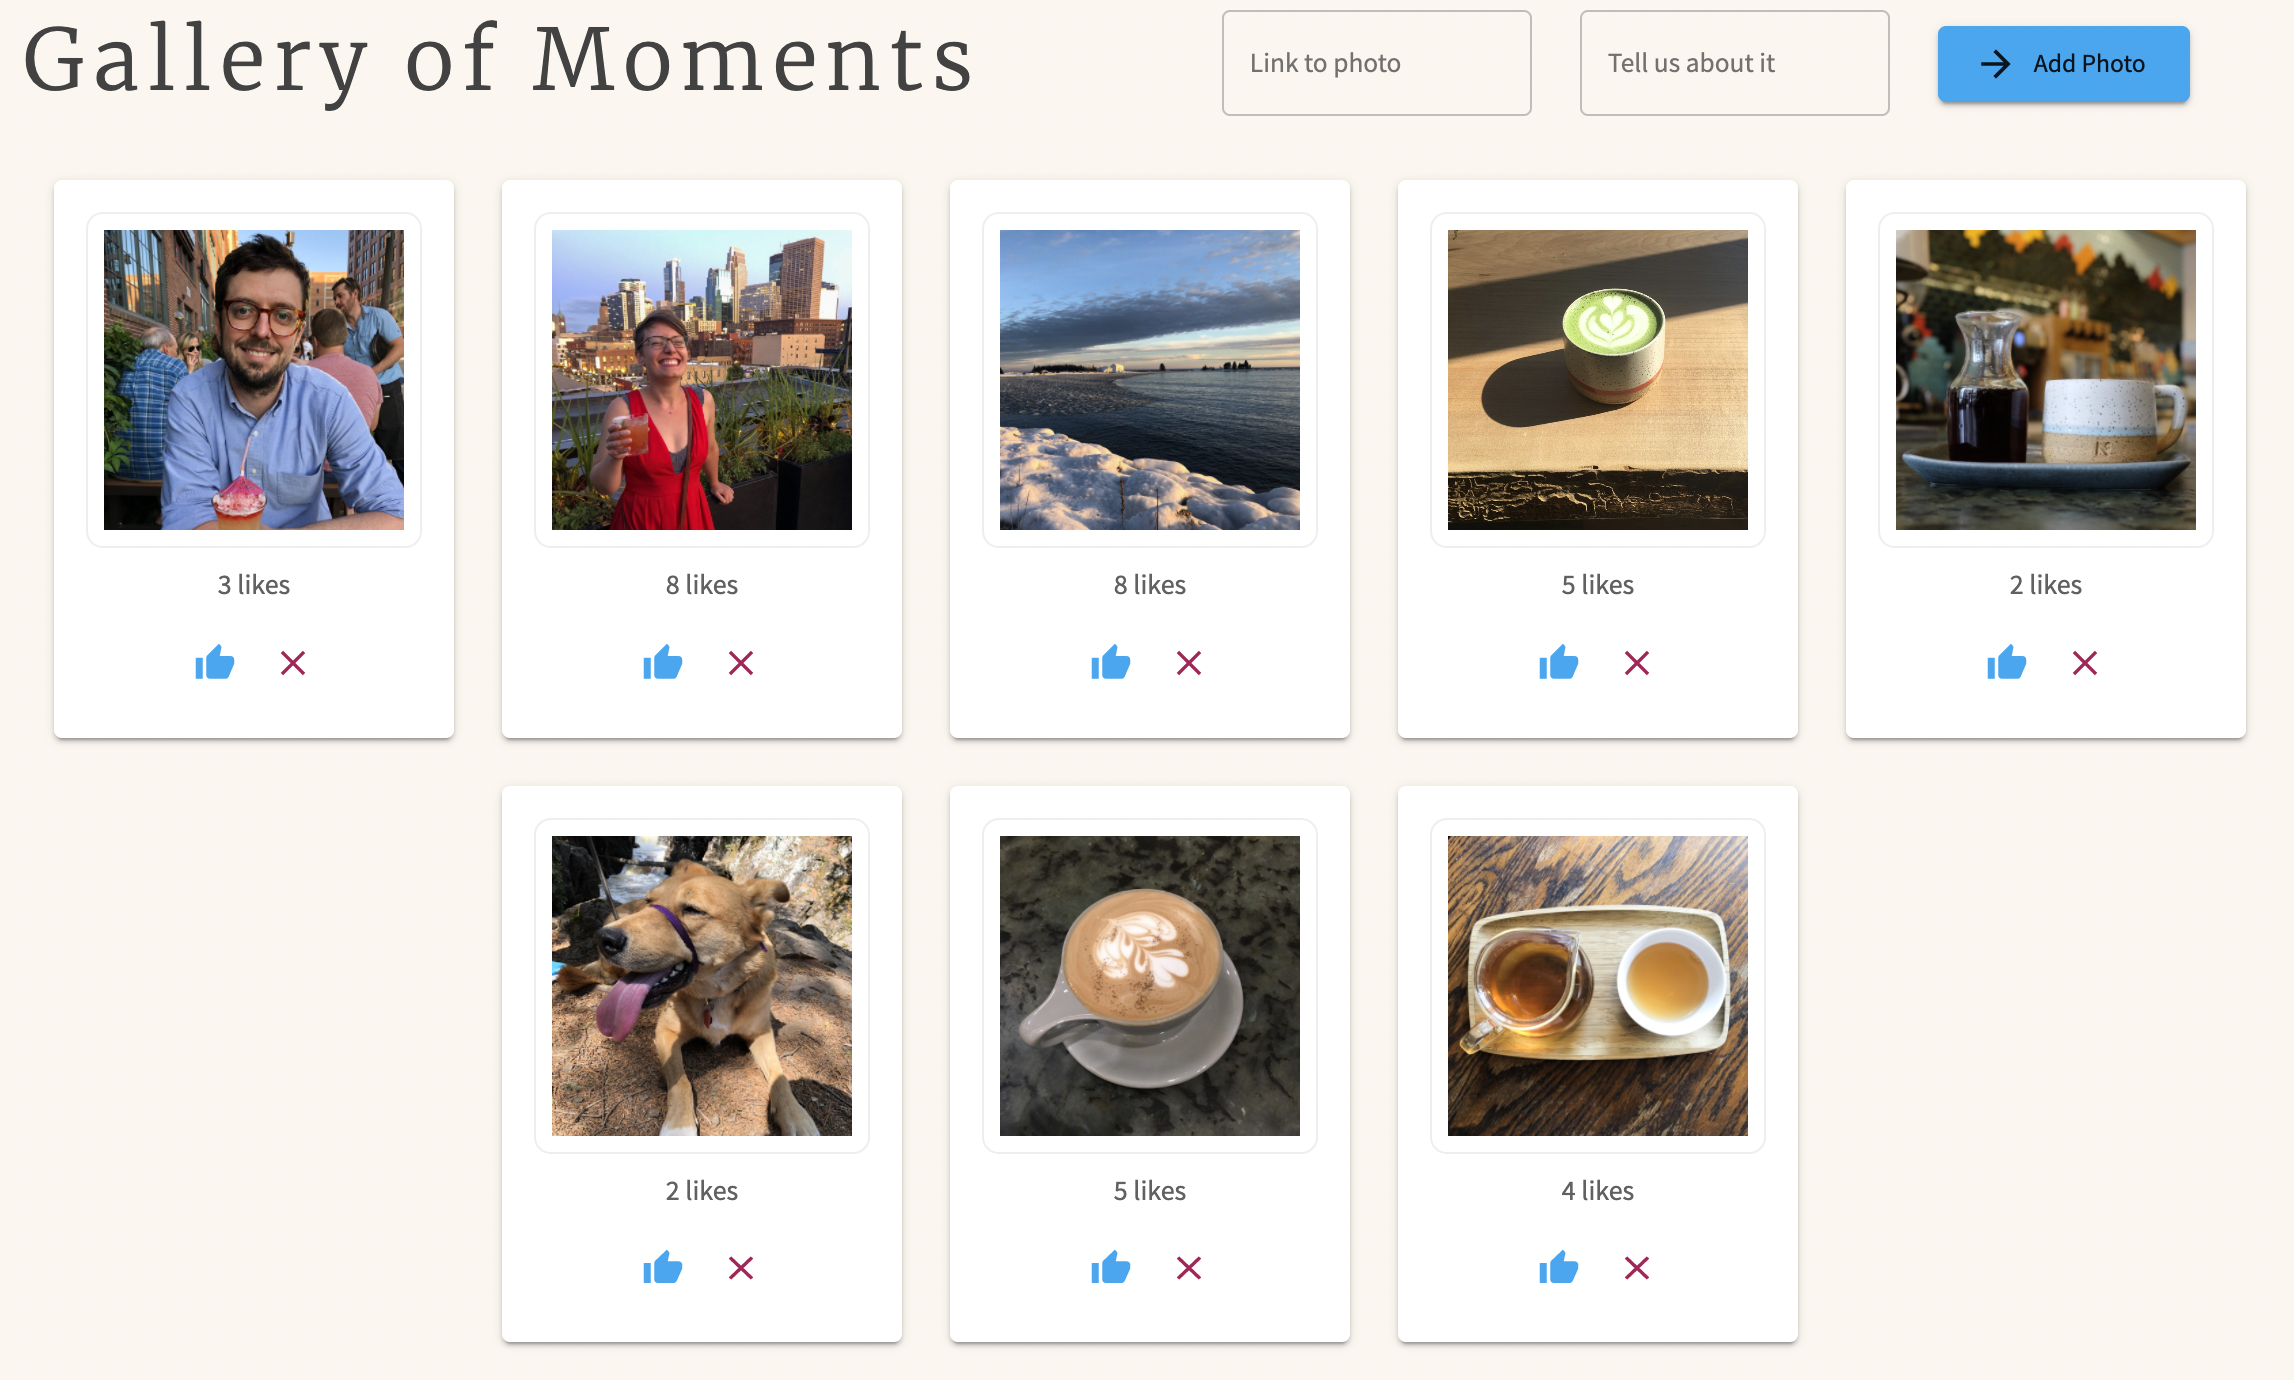 Gallery of Moments
Link to photo
Tell us about it
Add Photo
3 likes
8 likes
8 likes
5 likes
2 likes
2 likes
5 likes
4 likes